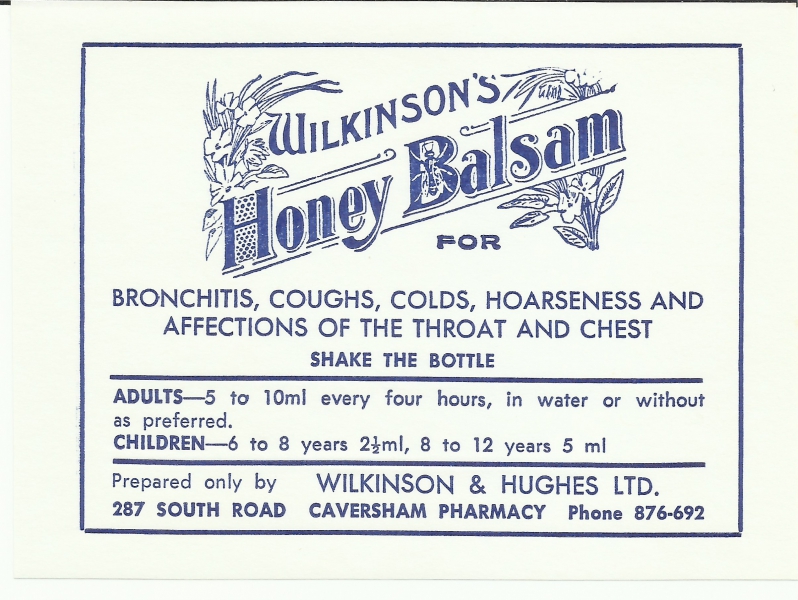 WILKINSON'S
Honey Balsam
FOR
BRONCHITIS, COUGHS, COLDS, HOARSENESS AND
AFFECTIONS OF THE THROAT AND CHEST
SHAKE THE BOTTLE
ADULTS—5 to 10ml every four hours, in water or without
as preferred.
CHILDREN—6 to 8 years 2½ml, 8 to 12 years 5 ml
Prepared only by WILKINSON & HUGHES LTD.
287 SOUTH ROAD CAVERSHAM PHARMACY Phone 876-692